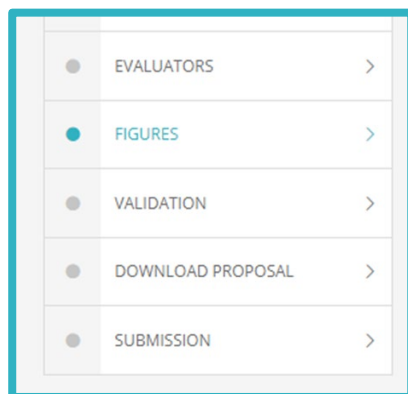 EVALUATORS
FIGURES
VALIDATION
DOWNLOAD PROPOSAL
SUBMISSION